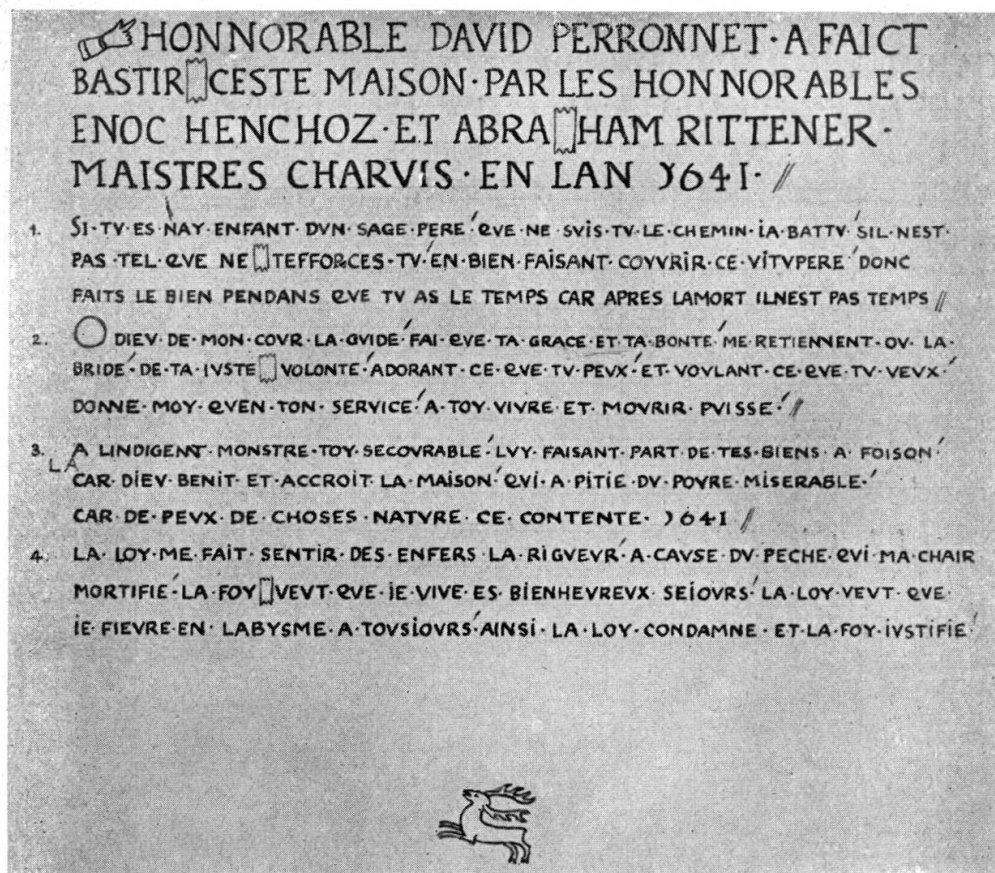 HONNORABLE DAVID PERRONNET · A FAICT
BASTIR CESTE MAISON · PAR LES HONNORABLES
ENOC HENCHOZ · ET ABRAHAM RITTENER ·
MAISTRES CHARVIS · EN LAN 1641 · //
1. SI · TV · ES · NAY · ENFANT · DVN · SAGE · PERE ′ QVE · NE · SVIS · TV · LE · CHEMIN · IA · BATTV ′ SIL · NEST ·
PAS · TEL · QVE NE TEFFORCES · TV ′ EN · BIEN · FAISANT · COVVRIR · CE · VITVPERE ′ DONC
FAITS LE BIEN PENDANS QVE TV AS LE TEMPS CAR APRES LAMORT ILNEST PAS TEMPS //
2. O DIEV · DE · MON · COVR · LA · GVIDE ′ FAI · QVE · TA · GRACE · ET · TA · BONTE ′ ME · RETIENNENT · OV · LA ·
BRIDE ′ DE · TA · IVSTE VOLONTE ′ ADORANT · CE · QVE · TV · PEVX ′ ET · VOVLANT · CE · QVE · TV · VEVX ′
DONNE · MOY · QVEN · TON · SERVICE ′ A · TOY · VIVRE · ET · MOVRIR · PVISSE ′ //
3. A LINDIGENT · MONSTRE · TOY · SECOVRABLE ′ LVY · FAISANT · PART · DE · TES · BIENS · A · FOISON ′
LA CAR · DIEV · BENIT · ET · ACCROIT · LA · MAISON ′ QVI · A · PITIE · DV · POVRE · MISERABLE · ′
CAR · DE · PEVX · DE · CHOSES · NATVRE · CE · CONTENTE · 1641 //
4. LA · LOY · ME · FAIT · SENTIR · DES · ENFERS · LA · RIGVEVR ′ A · CAVSE · DV · PECHE · QVI · MA · CHAIR
MORTIFIE ′ LA · FOY VEVT · QVE · IE · VIVE · ES · BIENHEVREVX · SEIOVRS ′ LA · LOY · VEVT · QVE ·
IE · FIEVRE · EN · LABYSME · A · TOVSIOVRS ′ AINSI · LA · LOY · CONDAMNE · ET · LA · FOY · IVSTIFIE ′